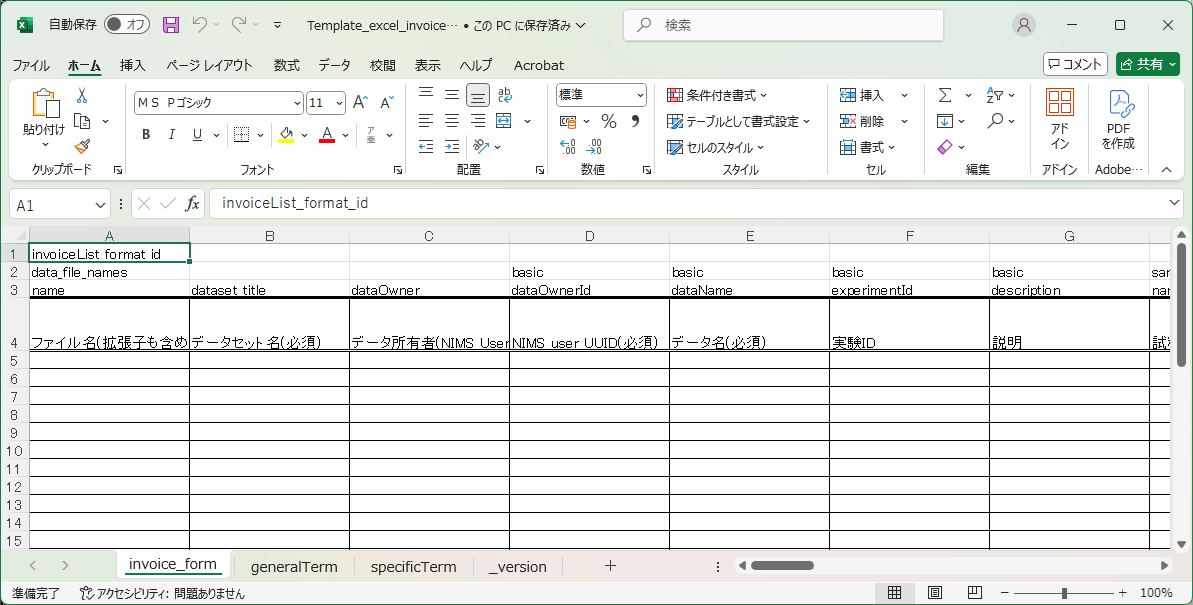 自動保存 オフ Template_excel_invoice… • この PC に保存済み 検索
ファイル ホーム 挿入 ページ レイアウト 数式 データ 校閲 表示 ヘルプ Acrobat コメント 共有
貼り付け
クリップボード
ＭＳ Ｐゴシック 11
B I U A
フォント
ab
配置
標準
% 9
数値
条件付き書式
テーブルとして書式設定
セルのスタイル
スタイル
挿入
削除
書式
セル
編集
アド
イン
アドイン
PDF
を作成
Adobe…
A1 fx invoiceList_format_id
A B C D E F G
1 invoiceList_format_id
2 data_file_names basic basic basic basic sam
3 name dataset_title dataOwner dataOwnerId dataName experimentId description nam
4 ファイル名(拡張子も含め データセット名(必須) データ所有者(NIMS User NIMS user UUID(必須) データ名(必須) 実験ID 説明 試料
5
6
7
8
9
10
11
12
13
14
15
invoice_form generalTerm specificTerm _version +
準備完了 アクセシビリティ: 問題ありません 100%